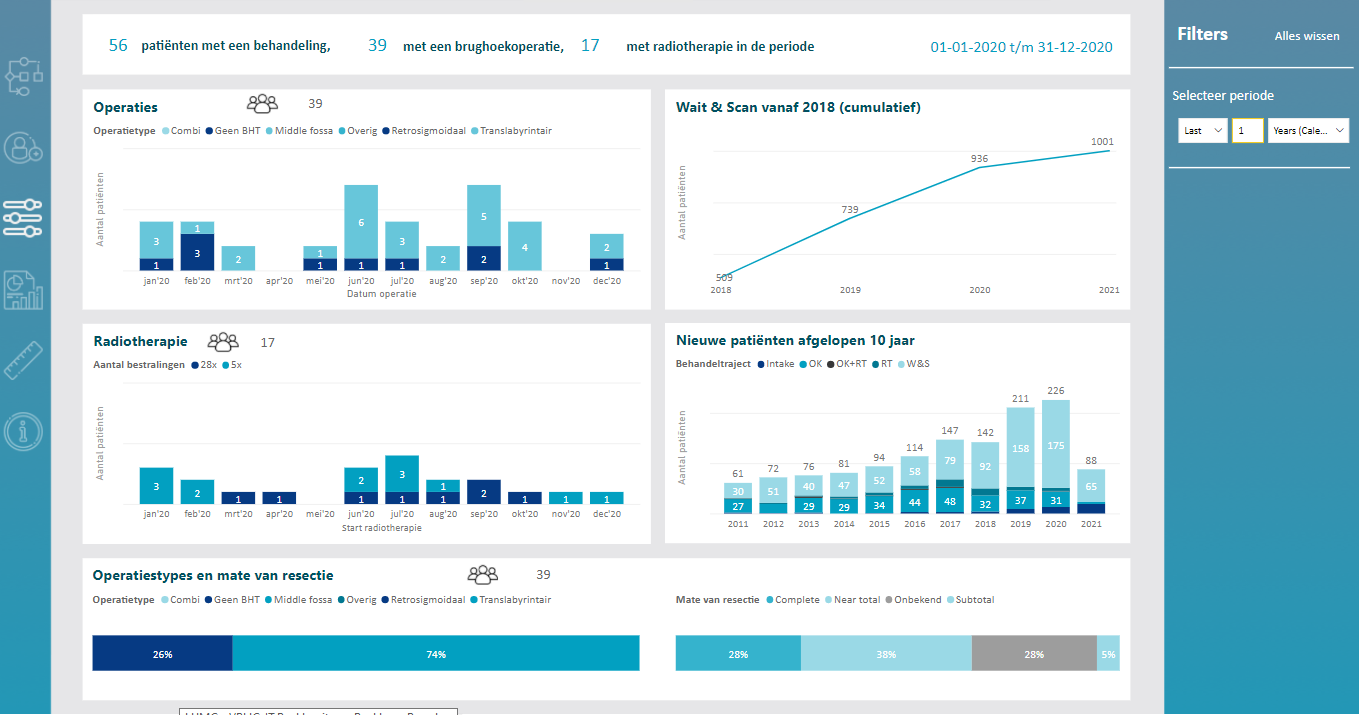 56 patiënten met een behandeling, 39 met een brughoekoperatie, 17 met radiotherapie in de periode 01-01-2020 t/m 31-12-2020
Operaties 39
Operatietype Combi Geen BHT Middle fossa Overig Retrosigmoidaal Translabyrintair
Aantal patiënten
6
5
1
3 3 4
3 2 1 2 2
1 1 1 1 2 1
jan'20 feb'20 mrt'20 apr'20 mei'20 jun'20 jul'20 aug'20 sep'20 okt'20 nov'20 dec'20
Datum operatie
Wait & Scan vanaf 2018 (cumulatief)
Aantal patiënten
1001
936
739
509
2018 2019 2020 2021
Radiotherapie 17
Aantal bestralingen 28x 5x
Aantal patiënten
3
2
3 2 1 2
1 1 1 1 1 1 1 1
jan'20 feb'20 mrt'20 apr'20 mei'20 jun'20 jul'20 aug'20 sep'20 okt'20 nov'20 dec'20
Start radiotherapie
Nieuwe patiënten afgelopen 10 jaar
Behandeltraject Intake OK OK+RT RT W&S
Aantal patiënten
61 72 76 81 94 114 147 142 211 226 88
30 51 40 47 52 58 79 92 158 175 65
27 29 29 34 44 48 32 37 31
2011 2012 2013 2014 2015 2016 2017 2018 2019 2020 2021
Operatiestypes en mate van resectie 39
Operatietype Combi Geen BHT Middle fossa Overig Retrosigmoidaal Translabyrintair
26% 74%
Mate van resectie Complete Near total Onbekend Subtotal
28% 38% 28% 5%
Filters Alles wissen
Selecteer periode
Last 1 Years (Cale...